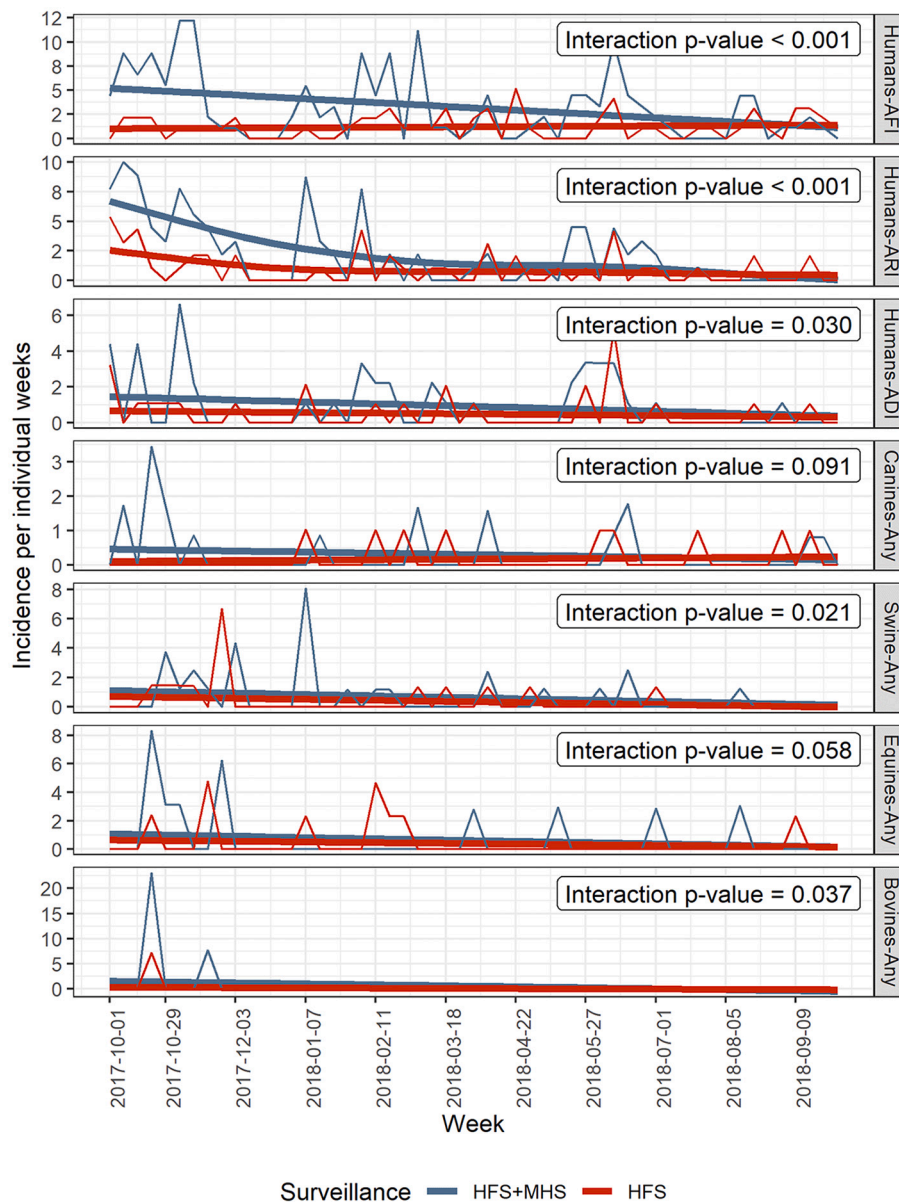 12
10
5
2
0
Interaction p-value < 0.001
Humans-AFI
10
8
5
2
0
Interaction p-value < 0.001
Humans-ARI
6
4
2
0
Interaction p-value = 0.030
Humans-ADI
3
2
1
0
Interaction p-value = 0.091
Canines-Any
8
6
4
2
0
Interaction p-value = 0.021
Swine-Any
8
6
4
2
0
Interaction p-value = 0.058
Equines-Any
20
15
10
5
0
Interaction p-value = 0.037
Bovines-Any
Incidence per individual weeks
2017-10-01
2017-10-29
2017-12-03
2018-01-07
2018-02-11
2018-03-18
2018-04-22
2018-05-27
2018-07-01
2018-08-05
2018-09-09
Week
Surveillance HFS+MHS HFS